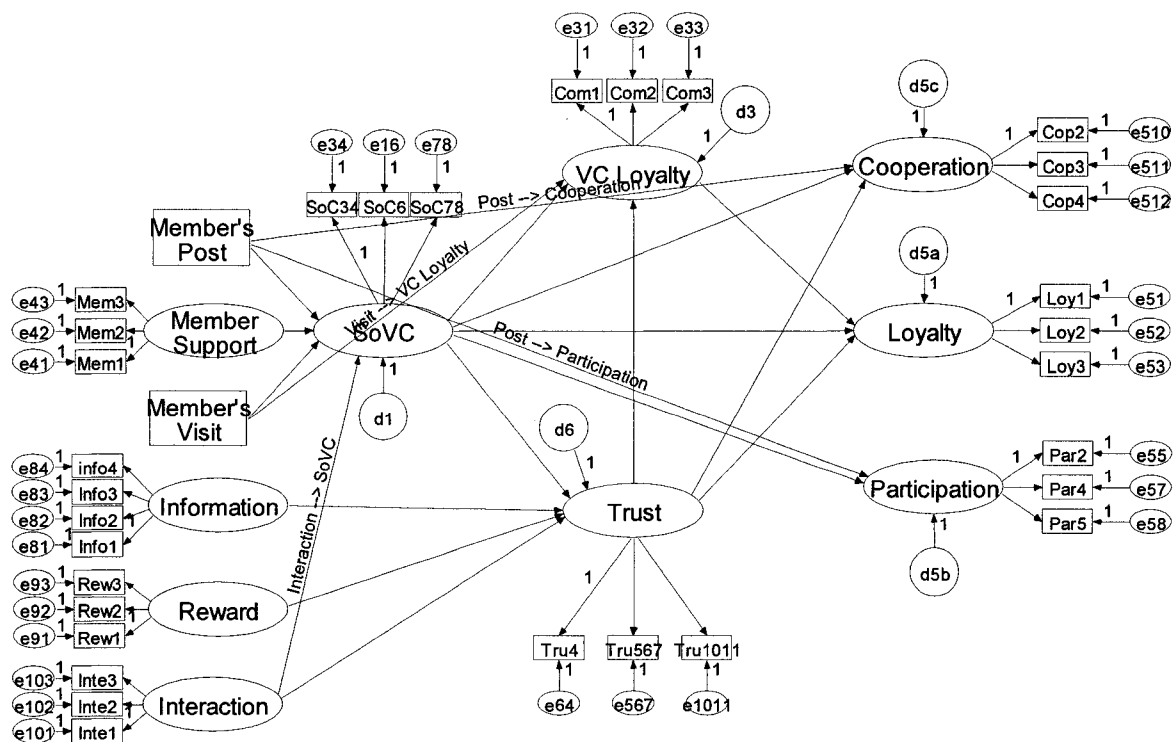 e31
e32
e33
1
1
1
Com1
Com2
Com3
1
d3
1
VC Loyalty
d5c
1
Cooperation
1
Cop2
1
e510
Cop3
1
e511
Cop4
1
e512
e34
e16
e78
1
1
1
SoC34
SoC6
SoC78
1
Post --> Cooperation
Member's
Post
Visit --> VC Loyalty
d5a
1
Loyalty
1
Loy1
1
e51
Loy2
1
e52
Loy3
1
e53
e43
1
Mem3
e42
1
Mem2
e41
1
Mem1
1
Member
Support
SoVC
1
d1
Post --> Participation
Member's
Visit
Interaction --> SoVC
d6
1
Trust
1
Tru4
Tru567
Tru1011
1
1
1
e64
e567
e1011
Participation
1
Par2
1
e55
Par4
1
e57
Par5
1
e58
1
d5b
e84
1
info4
e83
1
Info3
e82
1
Info2
e81
1
Info1
1
Information
e93
1
Rew3
e92
1
Rew2
e91
1
Rew1
1
Reward
e103
1
Inte3
e102
1
Inte2
e101
1
Inte1
1
Interaction